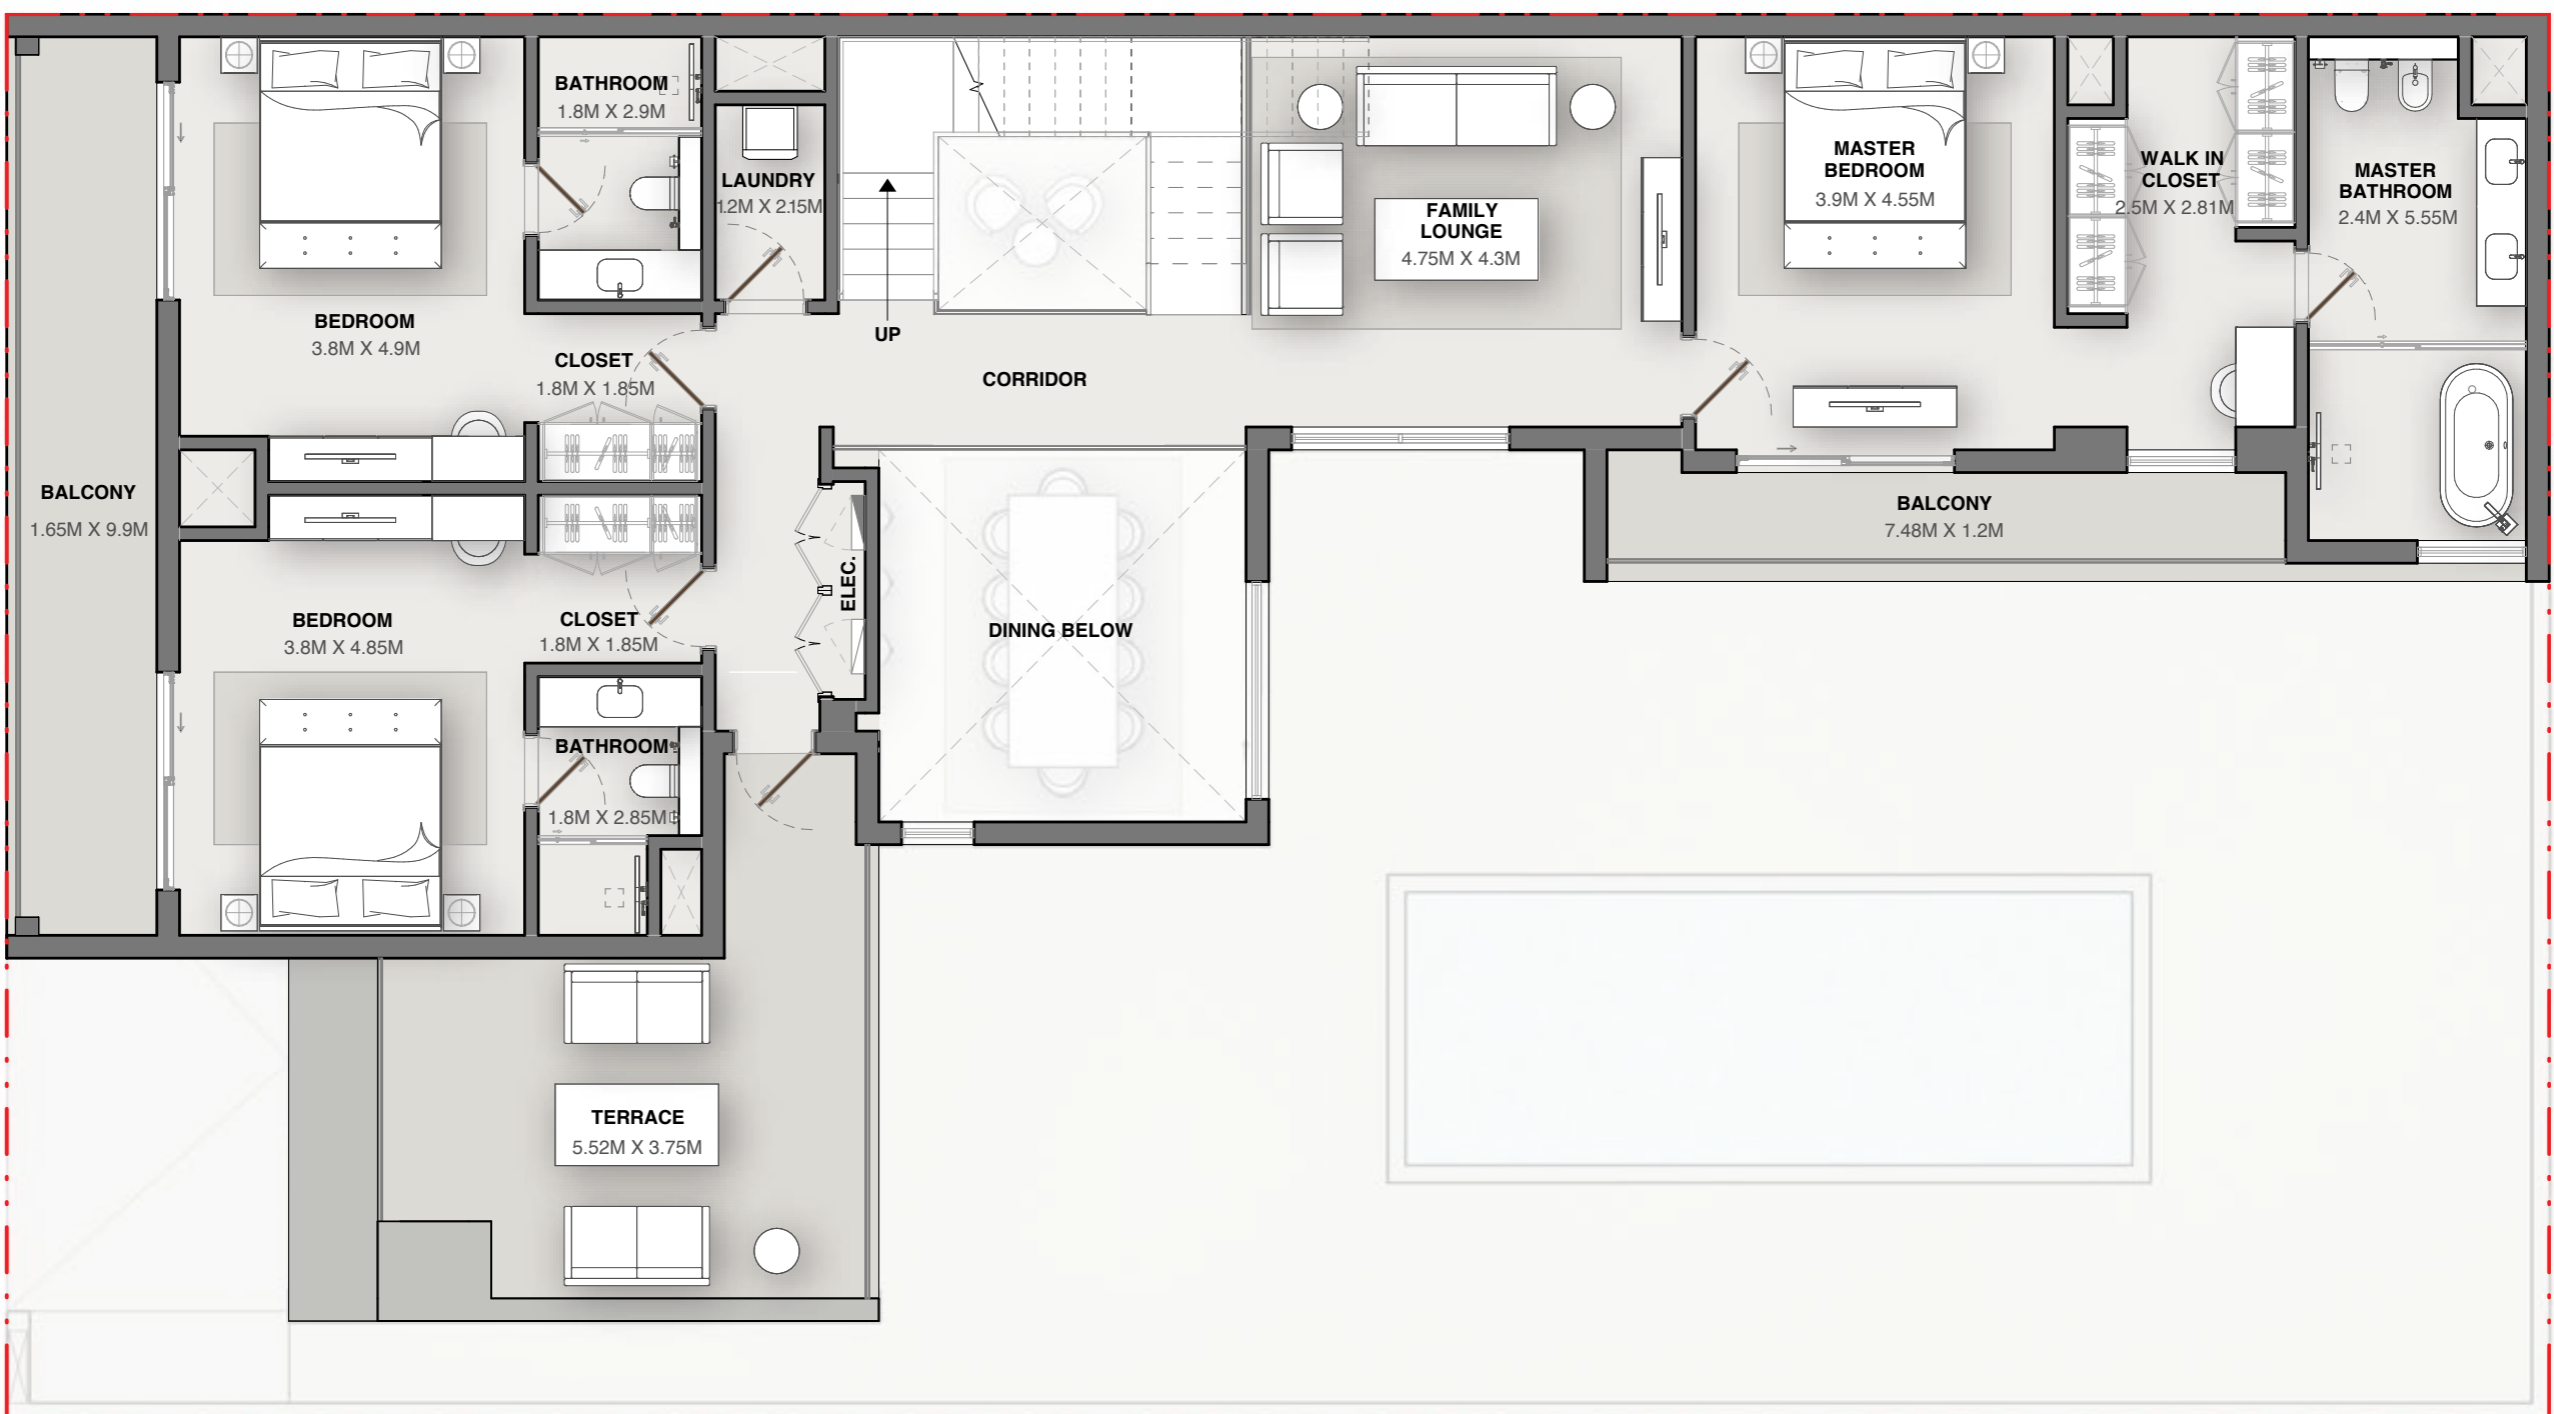 BATHROOM
1.8M X 2.9M
LAUNDRY
1.2M X 2.15M
UP
FAMILY
LOUNGE
4.75M X 4.3M
MASTER
BEDROOM
3.9M X 4.55M
WALK IN
CLOSET
2.5M X 2.81M
MASTER
BATHROOM
2.4M X 5.55M
BEDROOM
3.8M X 4.9M
CLOSET
1.8M X 1.85M
CORRIDOR
BALCONY
1.65M X 9.9M
BALCONY
7.48M X 1.2M
ELEC.
BEDROOM
3.8M X 4.85M
CLOSET
1.8M X 1.85M
DINING BELOW
BATHROOM
1.8M X 2.85M
TERRACE
5.52M X 3.75M